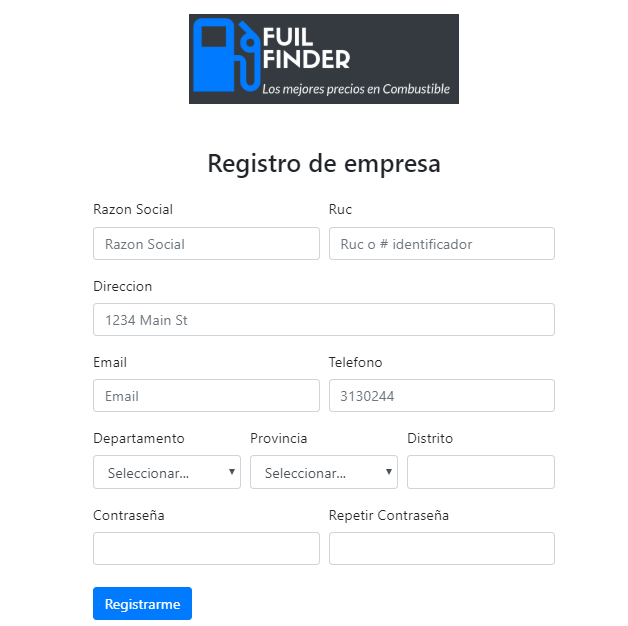 FUIL
FINDER
Los mejores precios en Combustible
Registro de empresa
Razon Social Ruc
Razon Social Ruc o # identificador
Direccion
1234 Main St
Email Telefono
Email 3130244
Departamento Provincia Distrito
Seleccionar... Seleccionar...
Contraseña Repetir Contraseña
Registrarme